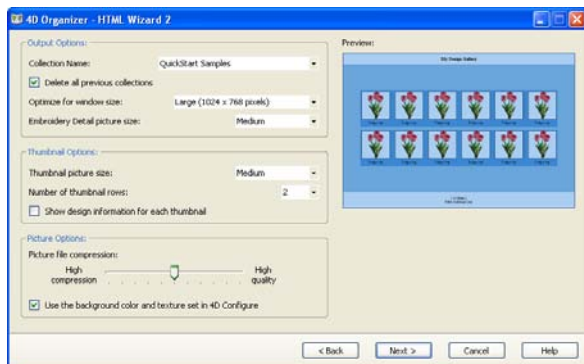 4D Organizer - HTML Wizard 2
Output Options:
Collection Name: QuickStart Samples
Delete all previous collections
Optimize for window size: Large (1024 x 768 pixels)
Embroidery Detail picture size: Medium
Thumbnail Options:
Thumbnail picture size: Medium
Number of thumbnail rows: 2
Show design information for each thumbnail
Picture Options:
Picture file compression:
High compression
High quality
Use the background color and texture set in 4D Configure
Preview:
My Design Gallery
< Back Next > Cancel Help